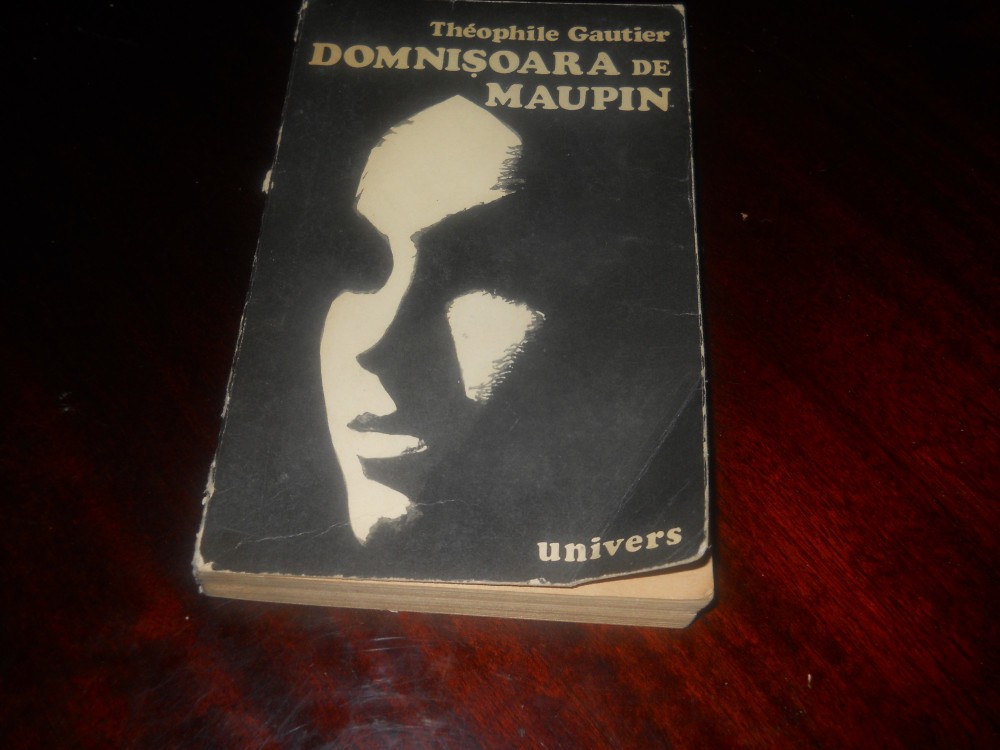 Théophile Gautier
DOMNIȘOARA DE
MAUPIN
univers